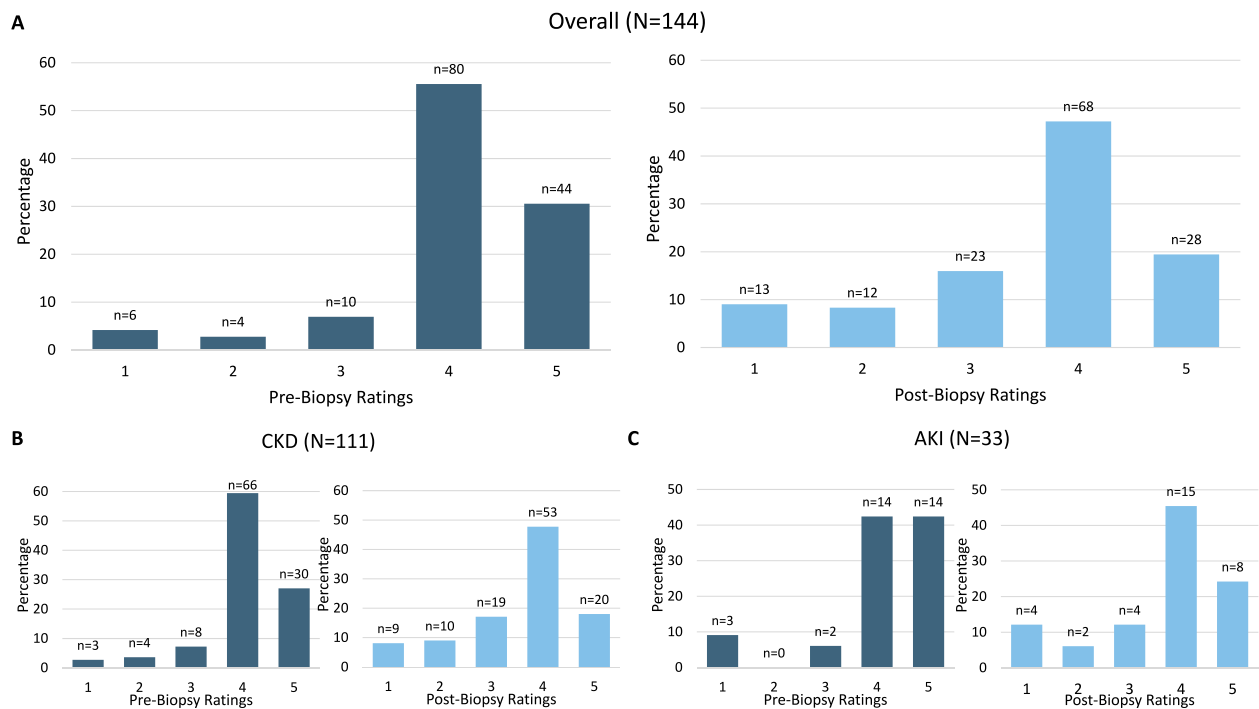 A
Overall (N=144)
Percentage
60
50
40
30
20
10
0
n=6
n=4
n=10
n=80
n=44
1 2 3 4 5
Pre-Biopsy Ratings
Percentage
60
50
40
30
20
10
0
n=13
n=12
n=23
n=68
n=28
1 2 3 4 5
Post-Biopsy Ratings
B
CKD (N=111)
Percentage
60
50
40
30
20
10
0
n=3
n=4
n=8
n=66
n=30
1 2 3 4 5
Pre-Biopsy Ratings
Percentage
60
50
40
30
20
10
0
n=9
n=10
n=19
n=53
n=20
1 2 3 4 5
Post-Biopsy Ratings
C
AKI (N=33)
Percentage
50
40
30
20
10
0
n=3
n=0
n=2
n=14
n=14
1 2 3 4 5
Pre-Biopsy Ratings
Percentage
50
40
30
20
10
0
n=4
n=2
n=4
n=15
n=8
1 2 3 4 5
Post-Biopsy Ratings